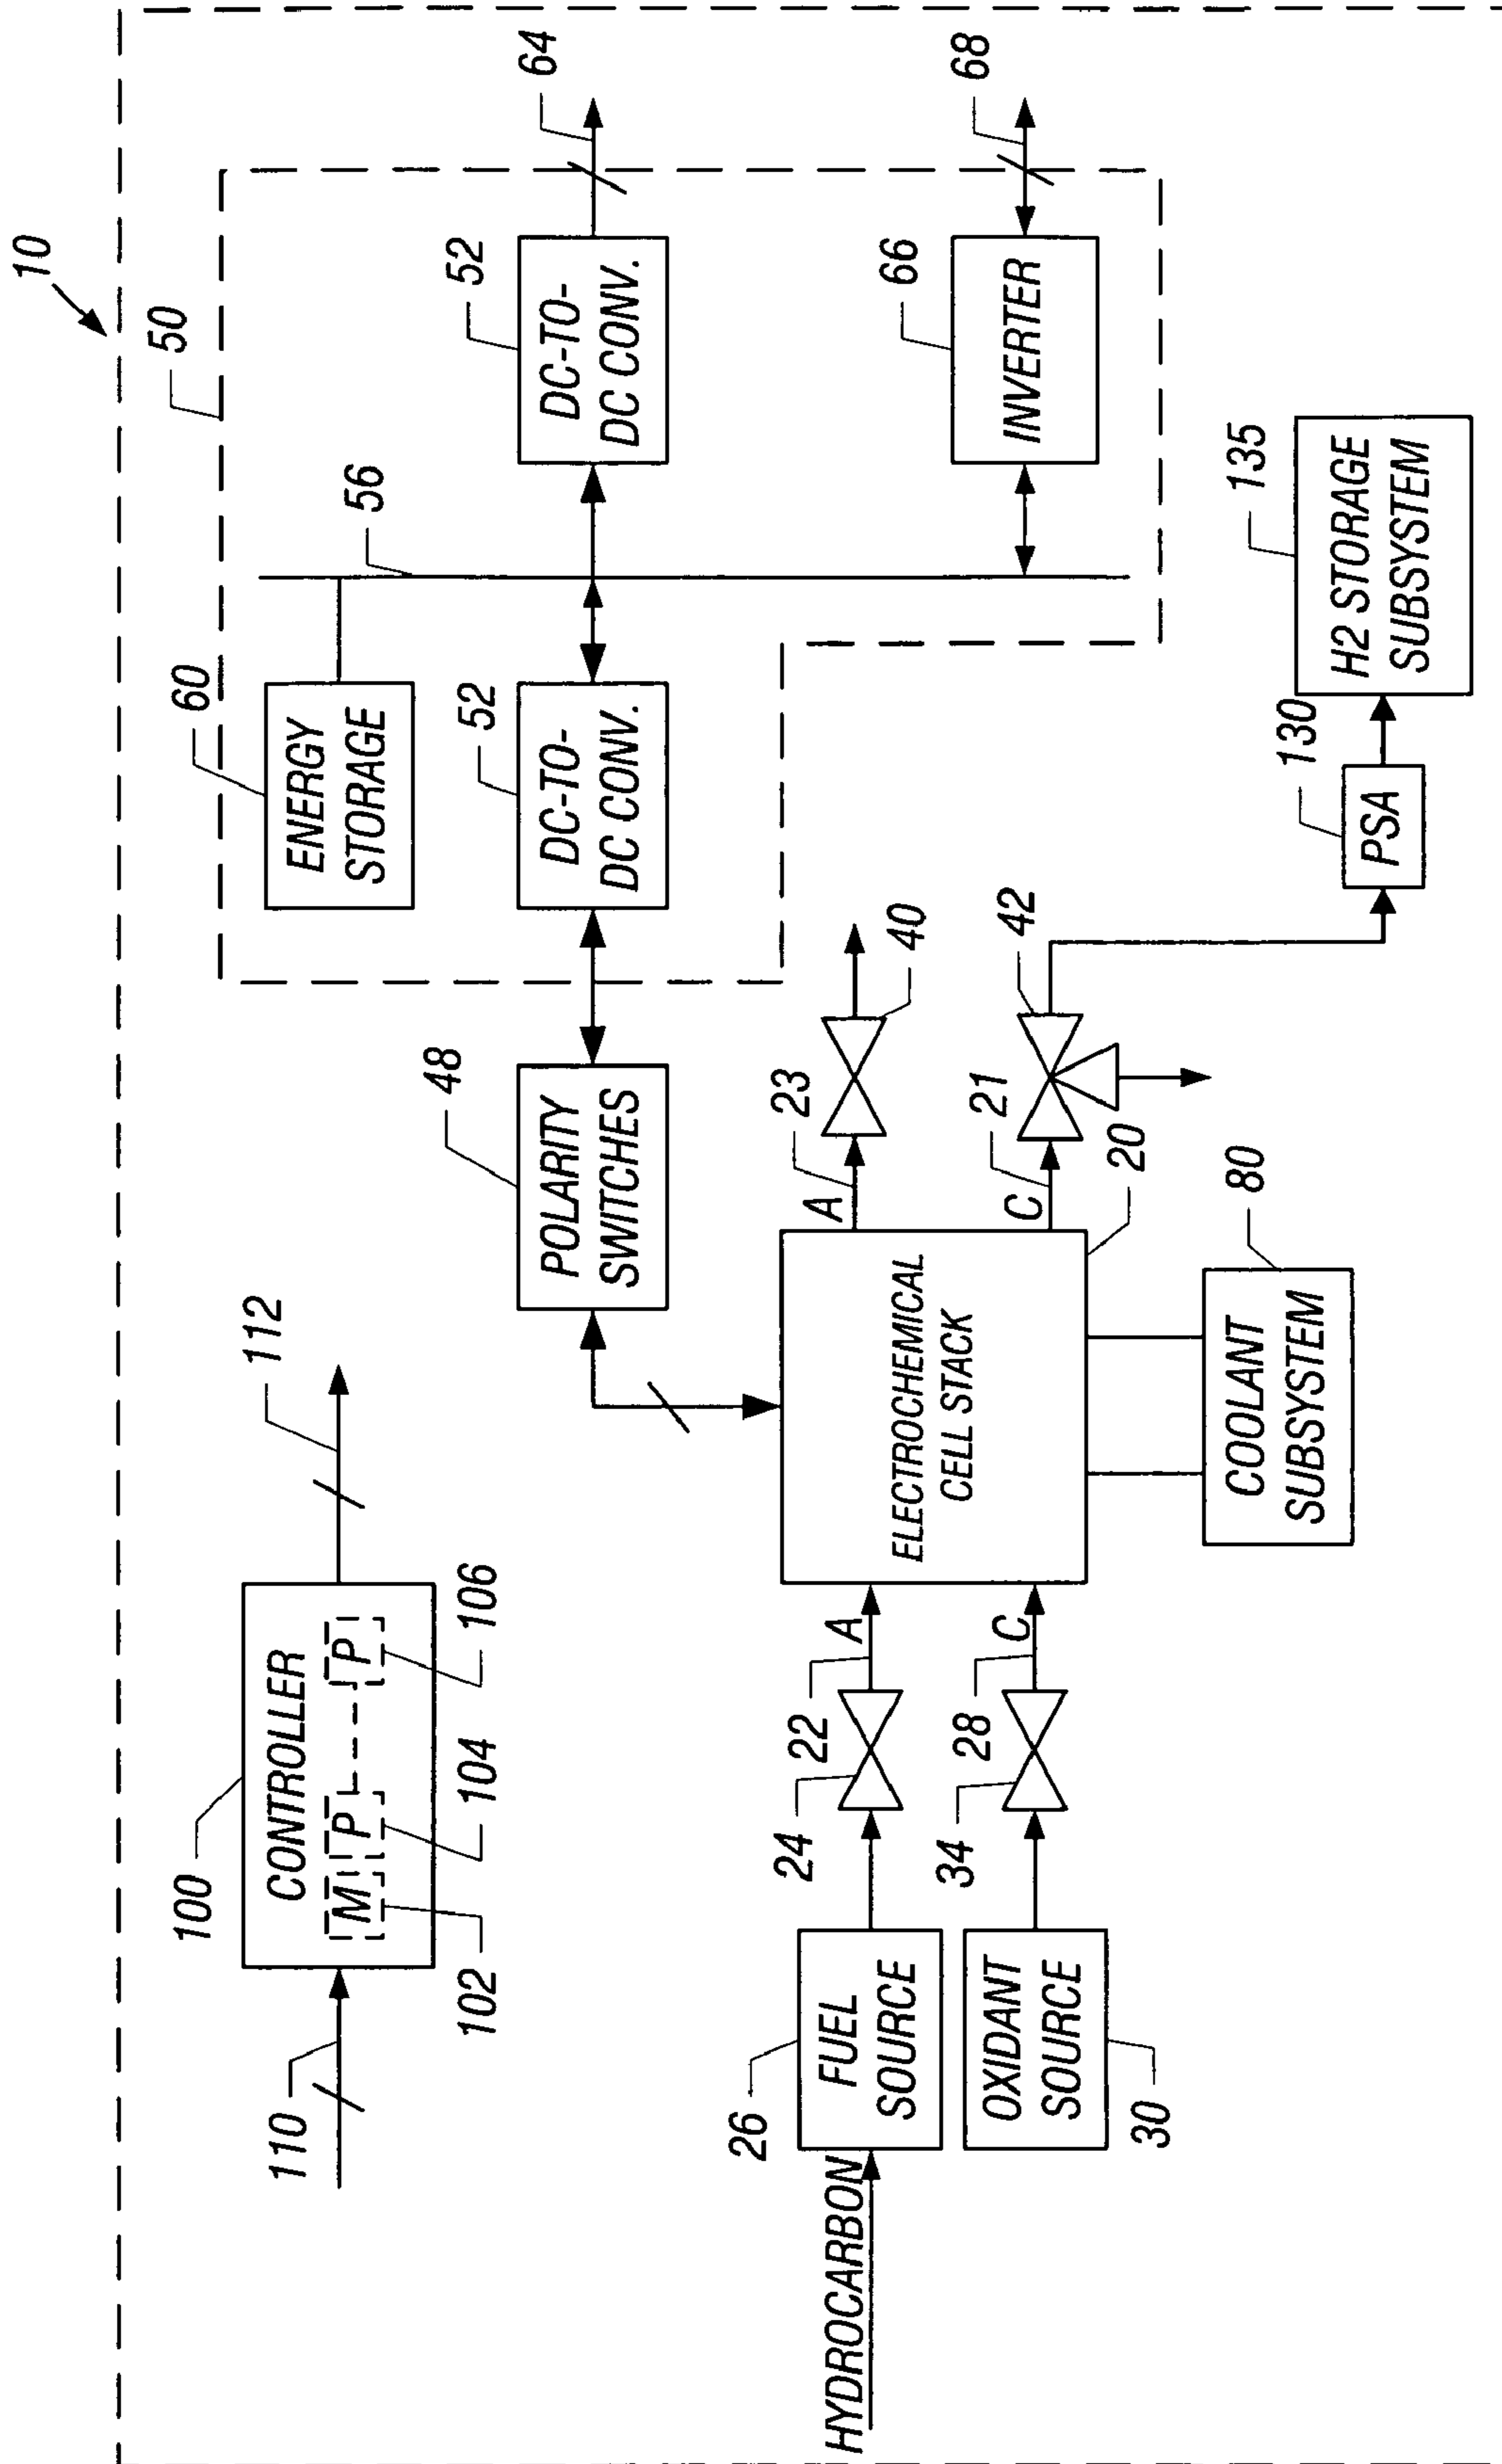 10
50
60
ENERGY
STORAGE
56
52
DC-TO-
DC CONV.
52
DC-TO-
DC CONV.
64
66
INVERTER
68
100
CONTROLLER
M
P
P
102
104
106
110
112
48
POLARITY
SWITCHES
HYDROCARBON
26
FUEL
SOURCE
24
22
A
OXIDANT
SOURCE
30
34
28
C
ELECTROCHEMICAL
CELL STACK
20
A
23
40
C
21
42
COOLANT
SUBSYSTEM
80
PSA
130
H2 STORAGE
SUBSYSTEM
135